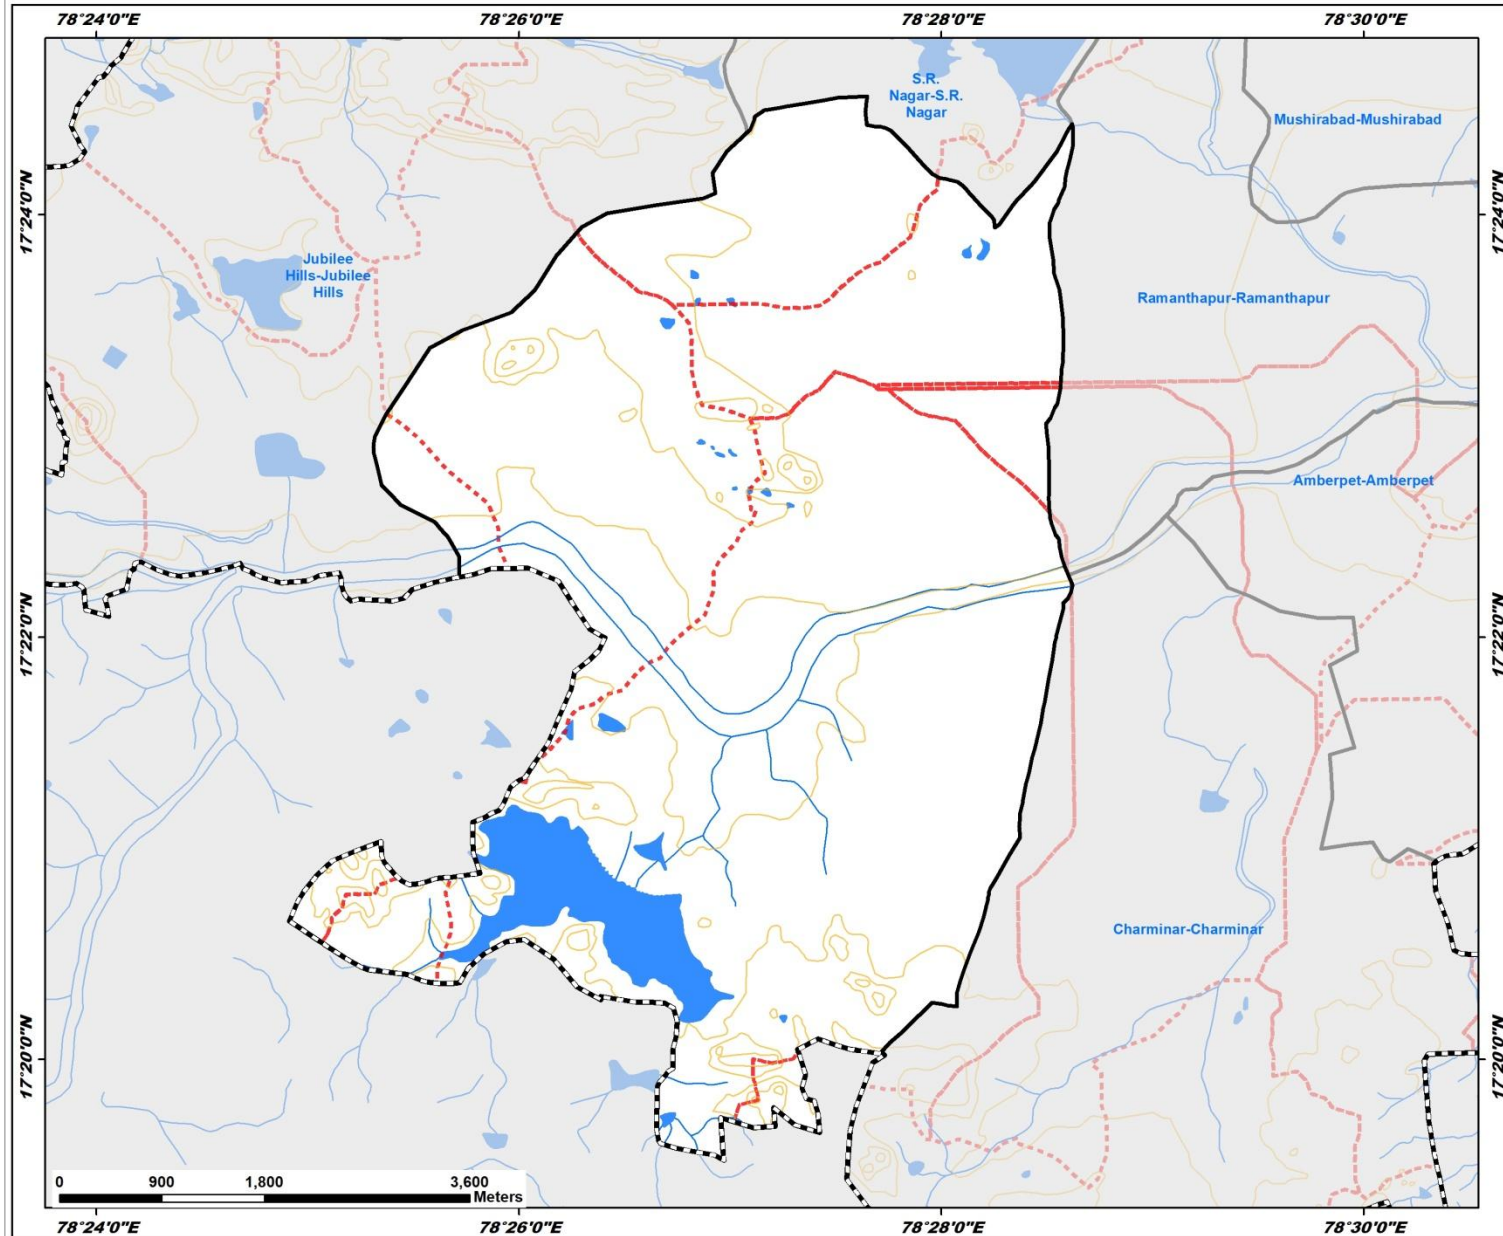 78°24'0"E 78°26'0"E 78°28'0"E 78°30'0"E
S.R.
Nagar-S.R.
Nagar
Mushirabad-Mushirabad
17°24'0"N 17°24'0"N
Jubilee
Hills-Jubilee
Hills
Ramanthapur-Ramanthapur
Amberpet-Amberpet
17°22'0"N 17°22'0"N
Charminar-Charminar
17°20'0"N 17°20'0"N
0 900 1,800 3,600
Meters
78°24'0"E 78°26'0"E 78°28'0"E 78°30'0"E